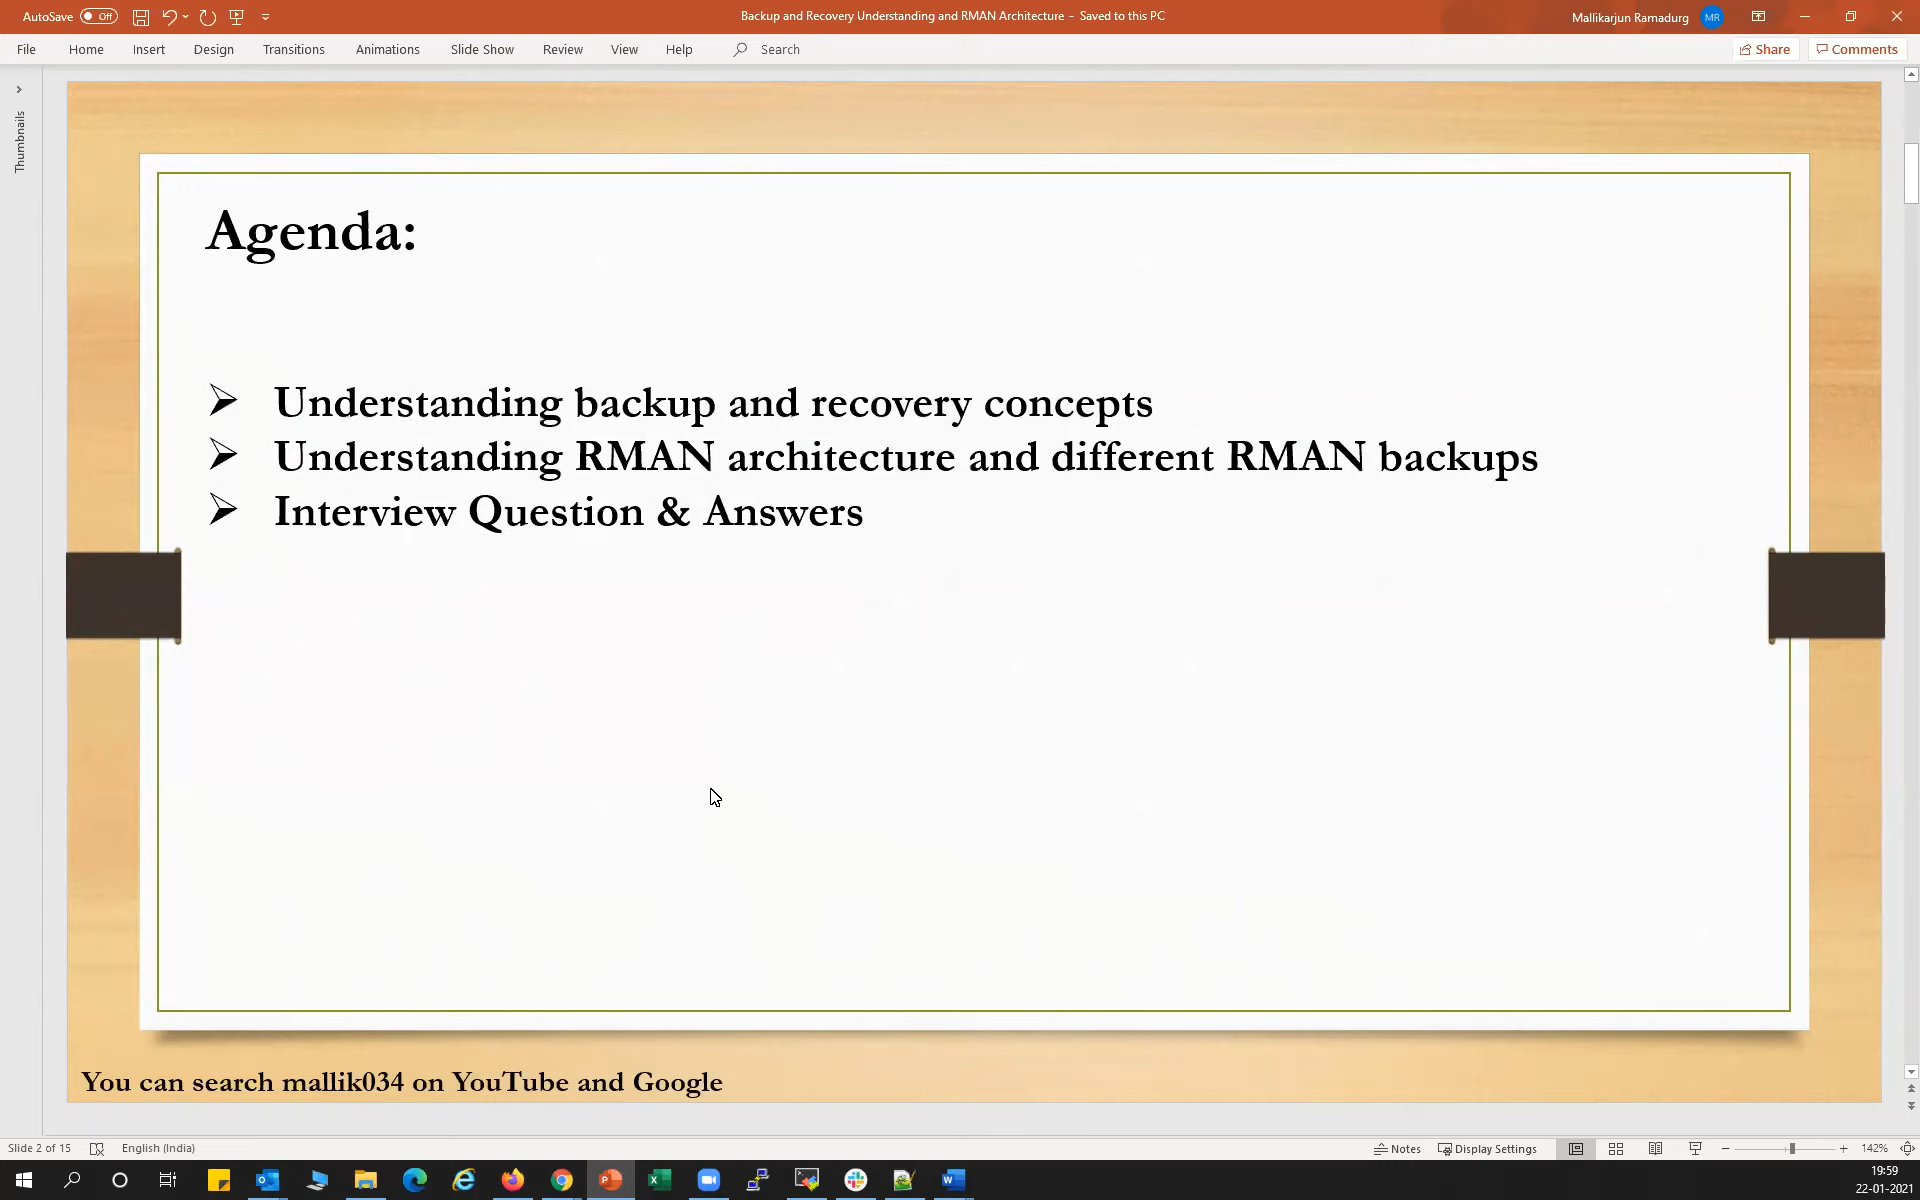 AutoSave Off
Backup and Recovery Understanding and RMAN Architecture - Saved to this PC
Mallikarjun Ramadurg MR
File Home Insert Design Transitions Animations Slide Show Review View Help Search Share Comments
Thumbnails
Agenda:
Understanding backup and recovery concepts
Understanding RMAN architecture and different RMAN backups
Interview Question & Answers
You can search mallik034 on YouTube and Google
Slide 2 of 15 English (India) Notes Display Settings 142%
19:59
22-01-2021